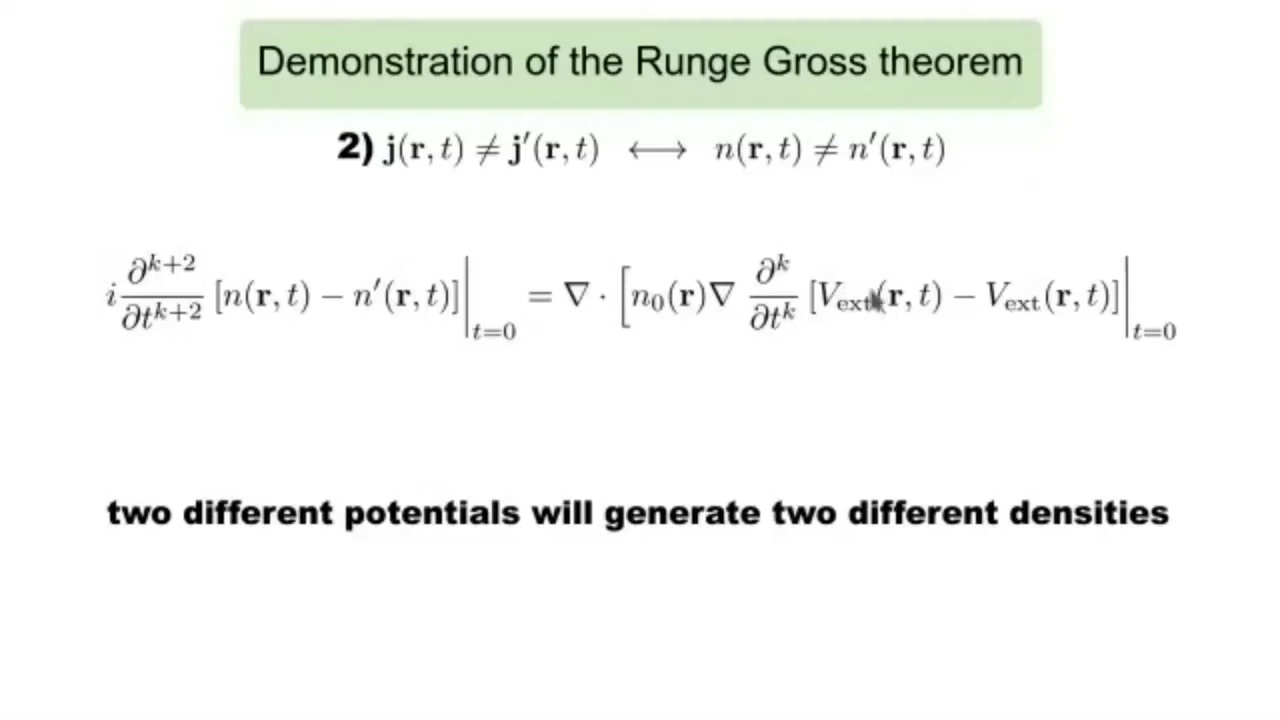 Demonstration of the Runge Gross theorem
2) j(r, t) ≠ j′(r, t) ⟷ n(r, t) ≠ n′(r, t)
i ∂^{k+2}/∂t^{k+2} [n(r, t) − n′(r, t)]|_{t=0} = ∇ · [n₀(r)∇ ∂^k/∂t^k [V_ext(r, t) − V_ext(r, t)]|_{t=0}
two different potentials will generate two different densities